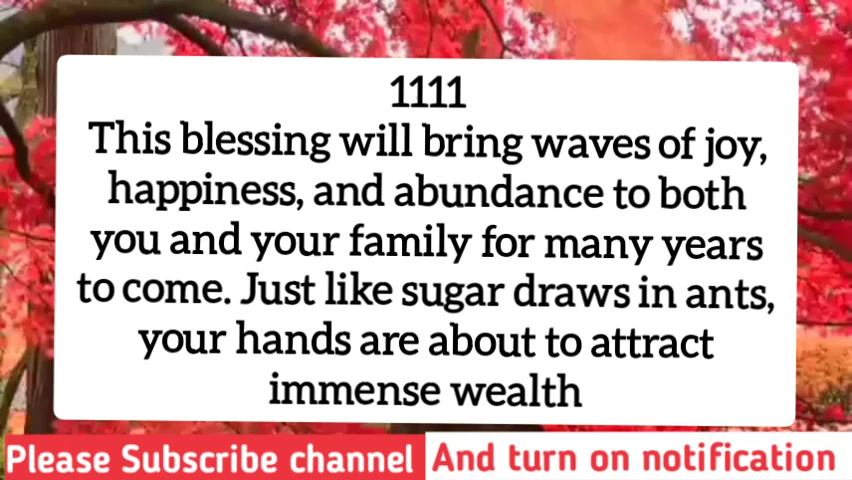 1111
This blessing will bring waves of joy,
happiness, and abundance to both
you and your family for many years
to come. Just like sugar draws in ants,
your hands are about to attract
immense wealth
Please Subscribe channel And turn on notification